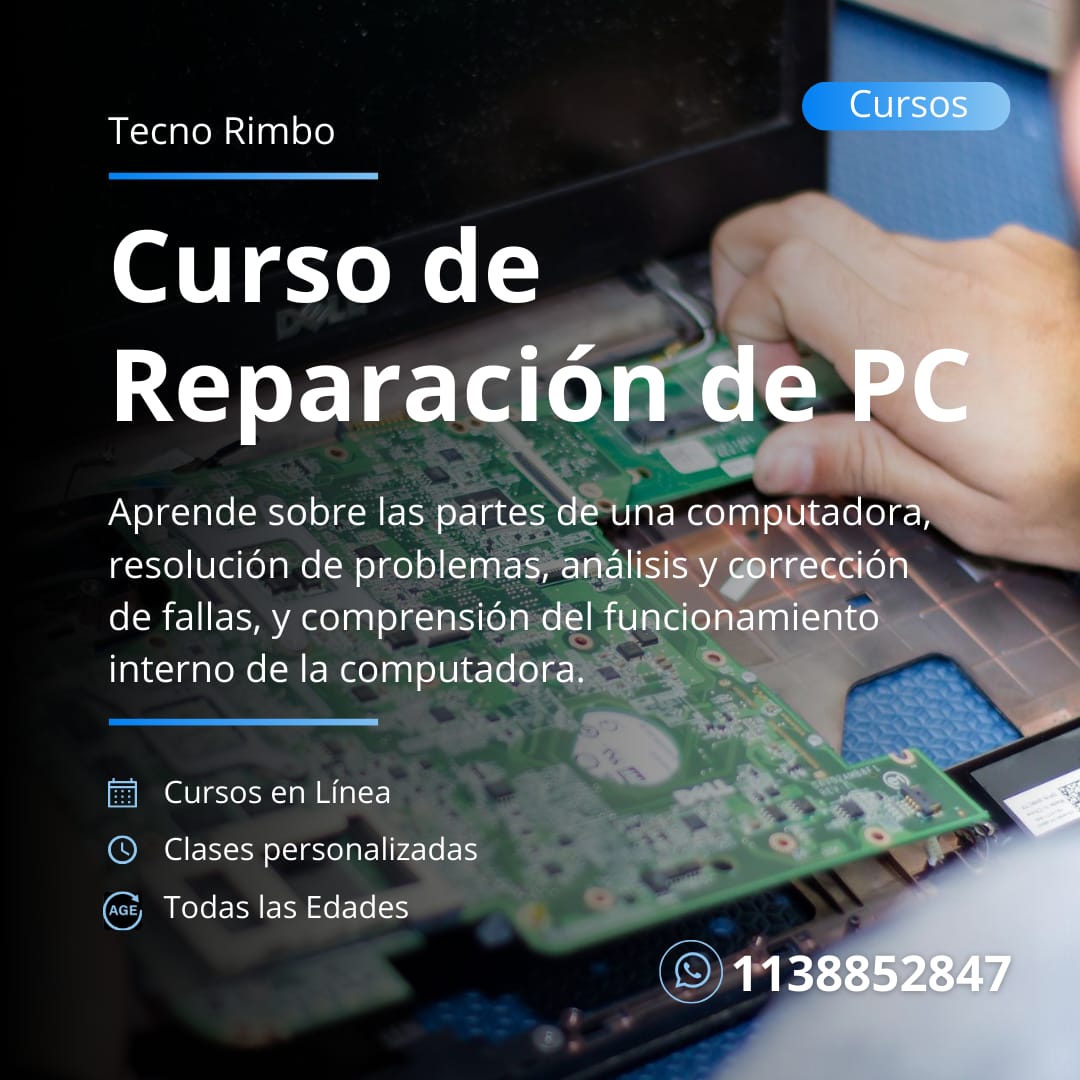 Cursos
Tecno Rimbo
Curso de
DELL
Reparación de PC
Aprende sobre las partes de una computadora,
resolución de problemas, análisis y corrección
de fallas, y comprensión del funcionamiento
interno de la computadora.
Cursos en Línea
Clases personalizadas
AGE
Todas las Edades
1138852847